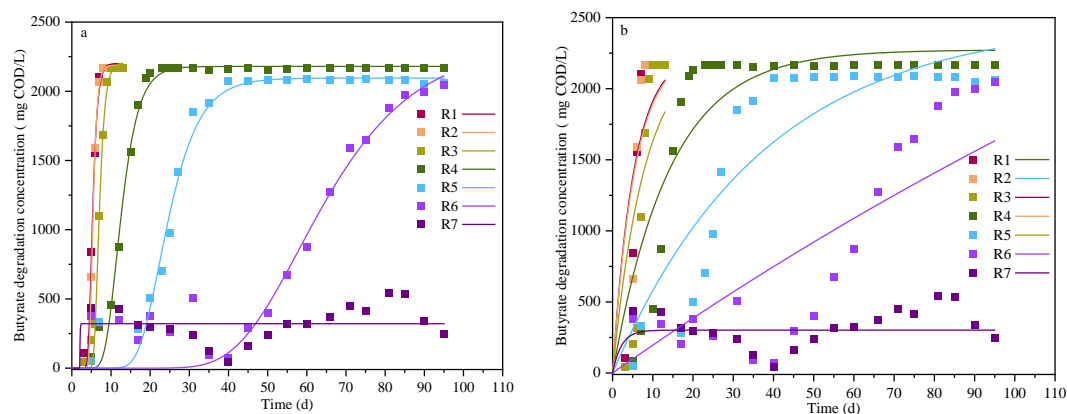 a
2500
2000
1500
1000
500
0
Butyrate degradation concentration ( mg COD/L)
R1
R2
R3
R4
R5
R6
R7
0 10 20 30 40 50 60 70 80 90 100 110
Time (d)
b
2500
2000
1500
1000
500
0
Butyrate degradation concentration ( mg COD/L)
R1
R2
R3
R4
R5
R6
R7
0 10 20 30 40 50 60 70 80 90 100 110
Time (d)